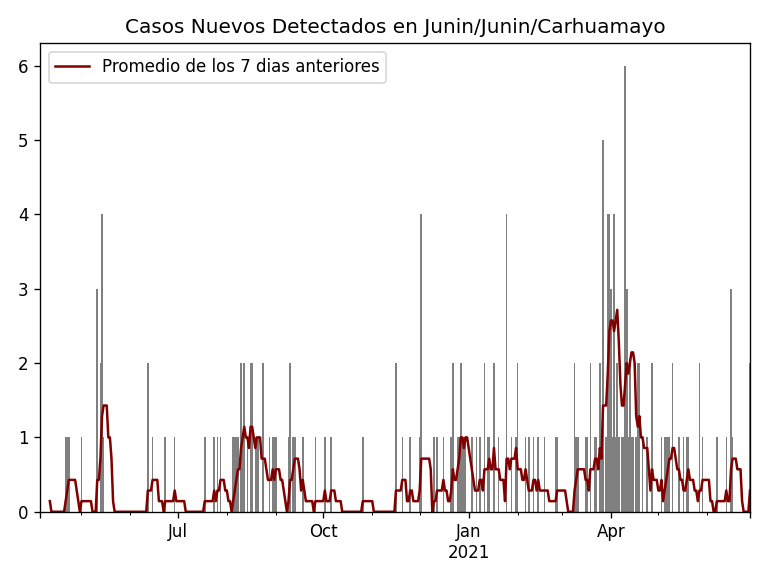 Casos Nuevos Detectados en Junin/Junin/Carhuamayo
Promedio de los 7 dias anteriores
6
5
4
3
2
1
0
Jul
Oct
Jan
Apr
2021